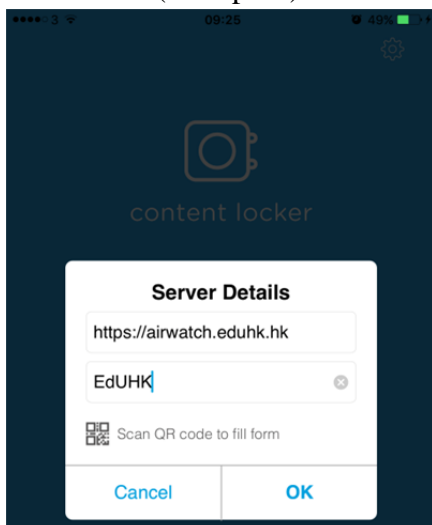 3 09:25 49%
content locker
Server Details
https://airwatch.eduhk.hk
EdUHK
Scan QR code to fill form
Cancel OK